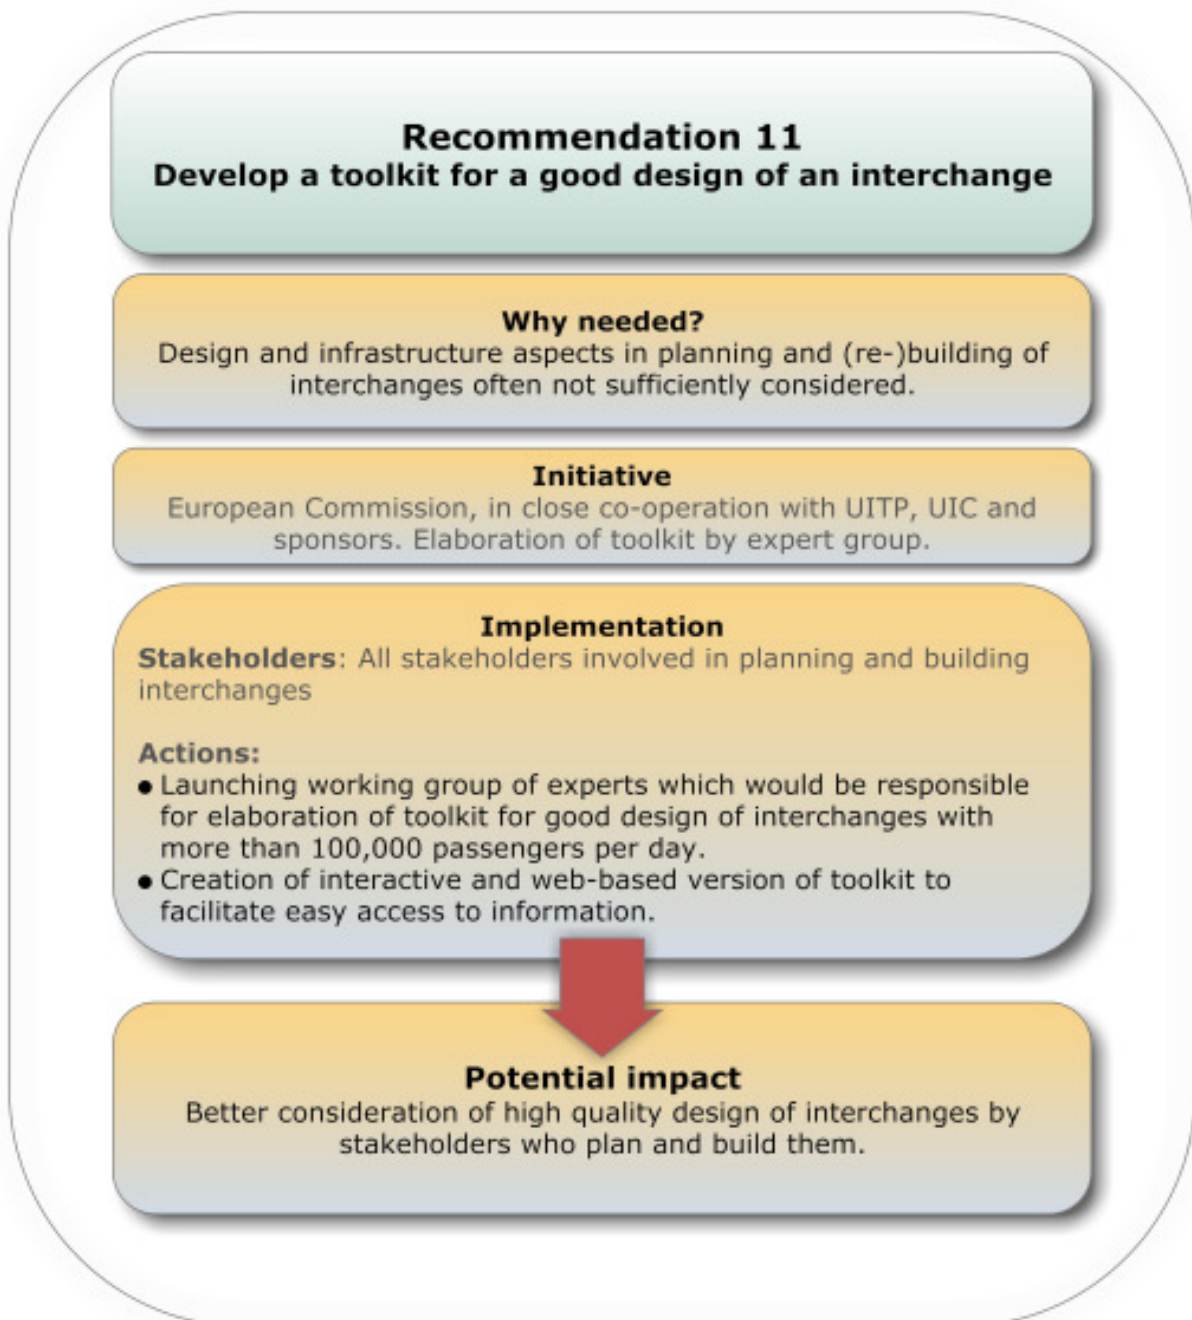 Recommendation 11
Develop a toolkit for a good design of an interchange
Why needed?
Design and infrastructure aspects in planning and (re-)building of
interchanges often not sufficiently considered.
Initiative
European Commission, in close co-operation with UITP, UIC and
sponsors. Elaboration of toolkit by expert group.
Implementation
Stakeholders: All stakeholders involved in planning and building
interchanges
Actions:
● Launching working group of experts which would be responsible
for elaboration of toolkit for good design of interchanges with
more than 100,000 passengers per day.
● Creation of interactive and web-based version of toolkit to
facilitate easy access to information.
Potential impact
Better consideration of high quality design of interchanges by
stakeholders who plan and build them.